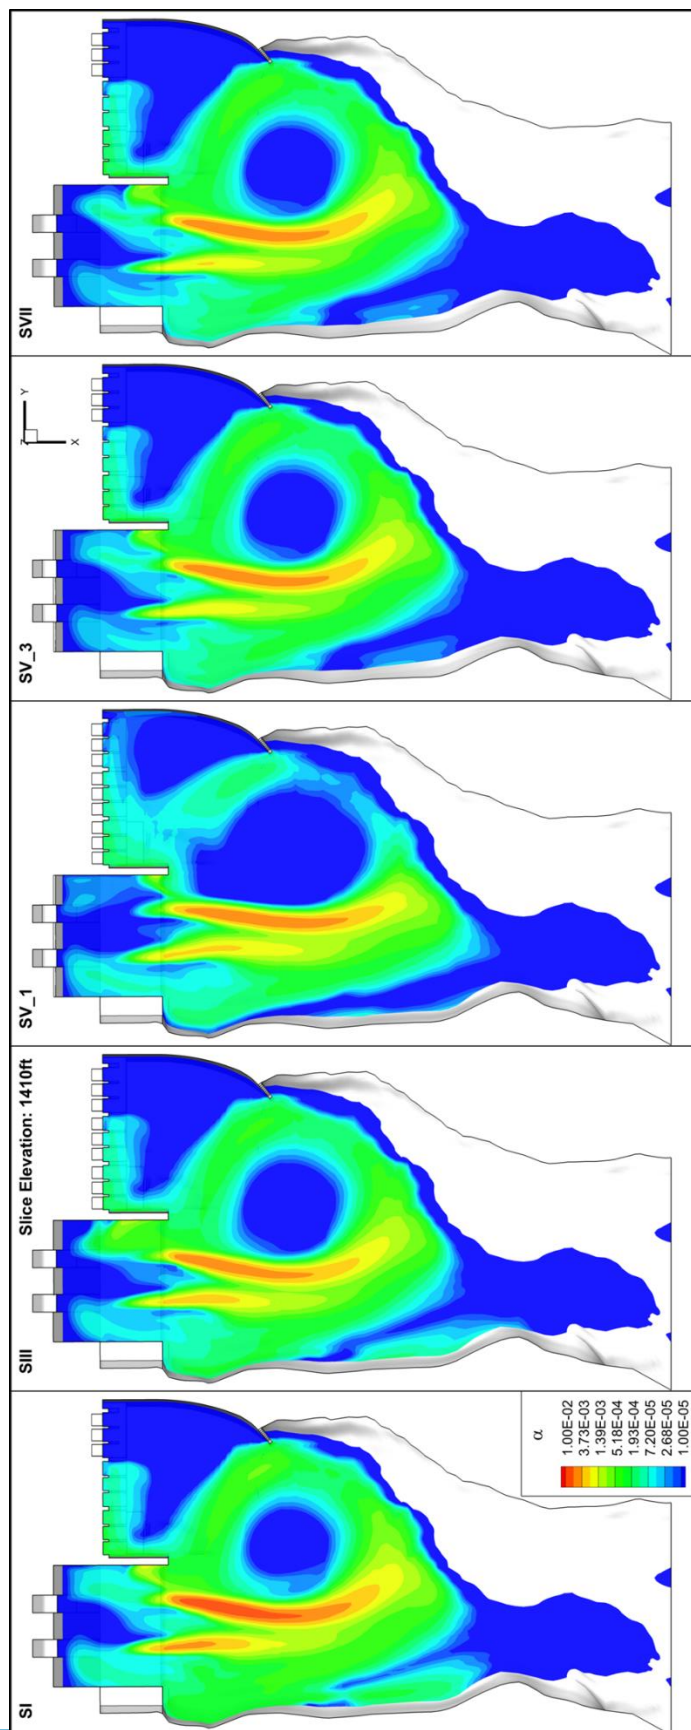 SI
SIII
Slice Elevation: 1410ft
SV_1
SV_3
SVII
Y
X
α
1.00E-02
3.73E-03
1.39E-03
5.18E-04
1.93E-04
7.20E-05
2.68E-05
1.00E-05